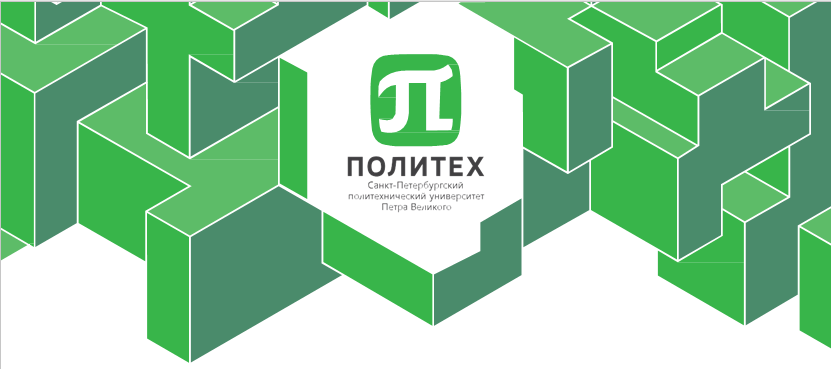 ПОЛИТЕХ
Санкт-Петербургский
политехнический университет
Петра Великого